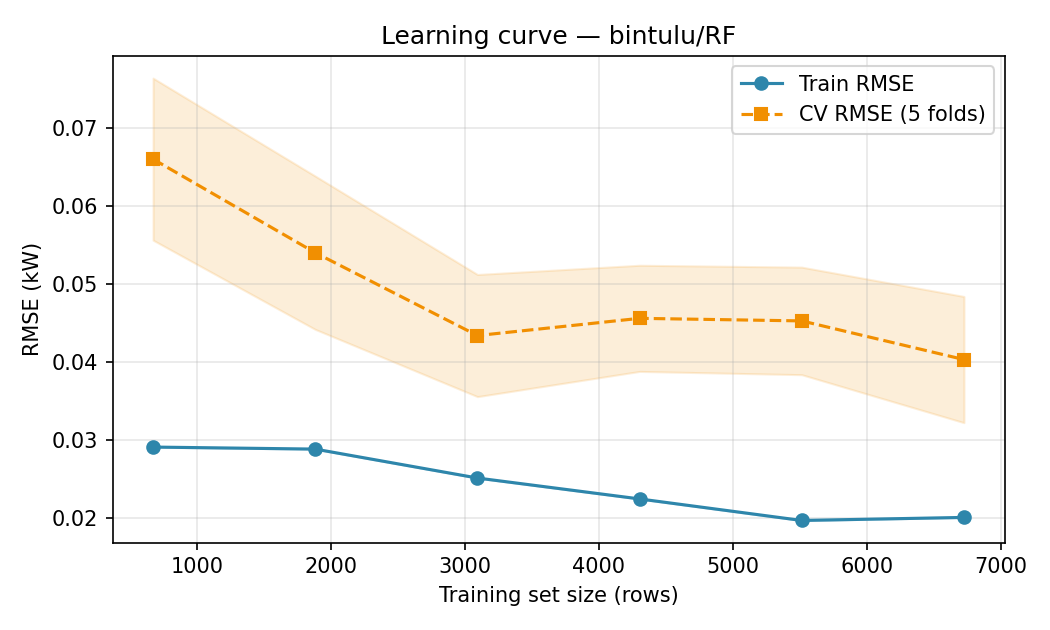 Learning curve — bintulu/RF
Train RMSE
CV RMSE (5 folds)
RMSE (kW)
0.07
0.06
0.05
0.04
0.03
0.02
1000 2000 3000 4000 5000 6000 7000
Training set size (rows)